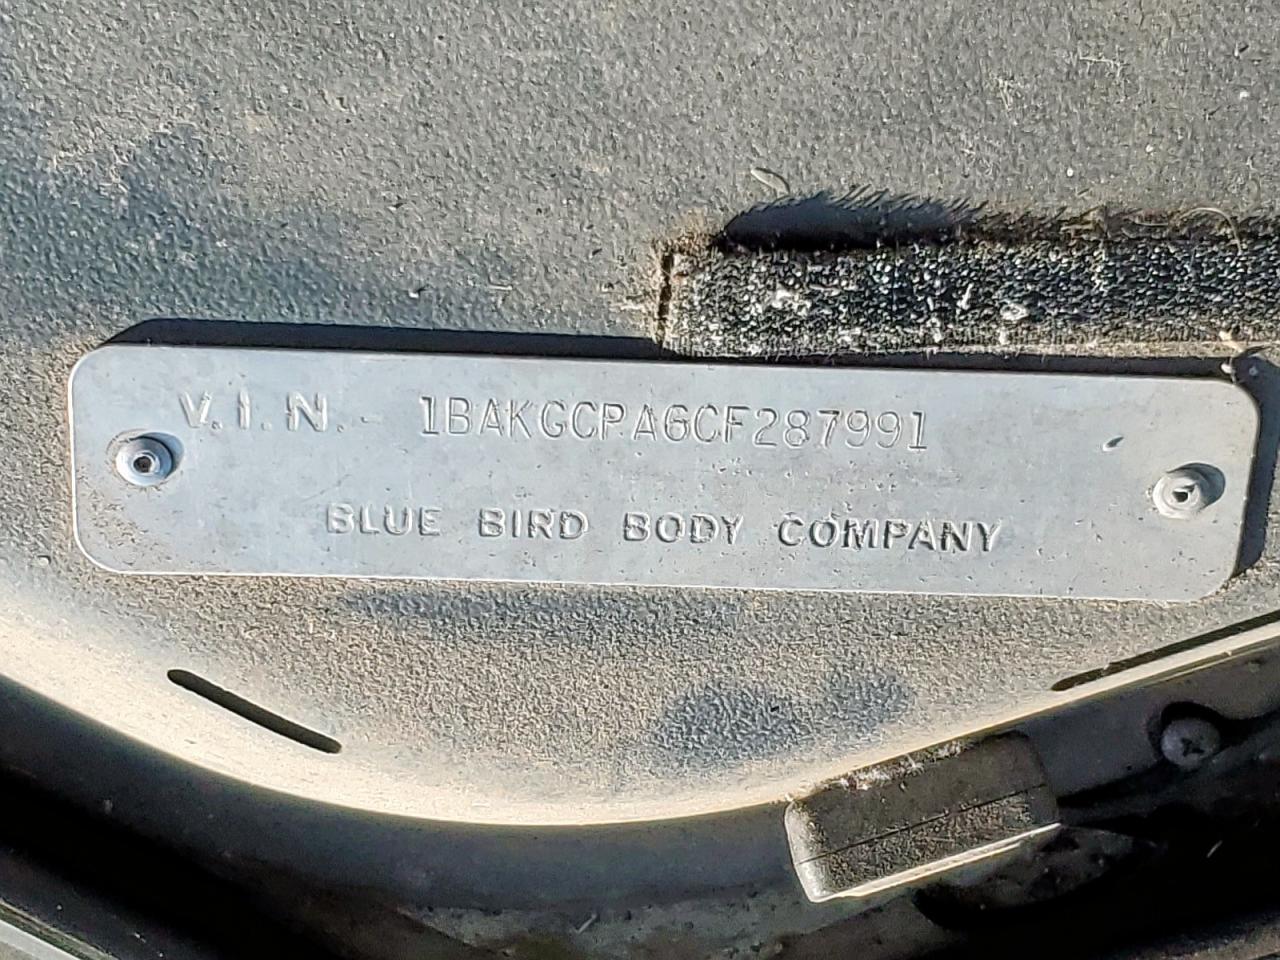 V.I.N. - 1BAKGCPA6CF287991
BLUE BIRD BODY COMPANY